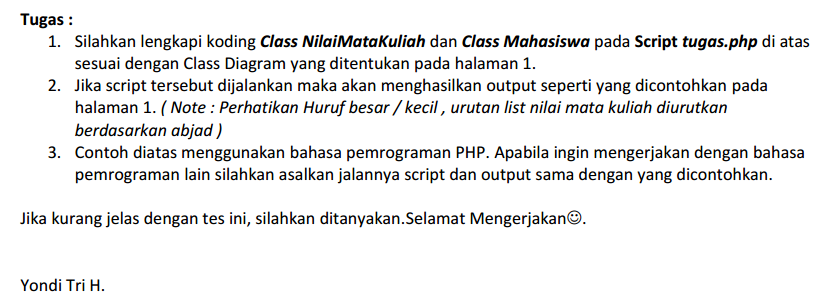 Tugas :
1. Silahkan lengkapi koding Class NilaiMataKuliah dan Class Mahasiswa pada Script tugas.php di atas
sesuai dengan Class Diagram yang ditentukan pada halaman 1.
2. Jika script tersebut dijalankan maka akan menghasilkan output seperti yang dicontohkan pada
halaman 1. ( Note : Perhatikan Huruf besar / kecil , urutan list nilai mata kuliah diurutkan
berdasarkan abjad )
3. Contoh diatas menggunakan bahasa pemrograman PHP. Apabila ingin mengerjakan dengan bahasa
pemrograman lain silahkan asalkan jalannya script dan output sama dengan yang dicontohkan.
Jika kurang jelas dengan tes ini, silahkan ditanyakan.Selamat Mengerjakan☺.
Yondi Tri H.